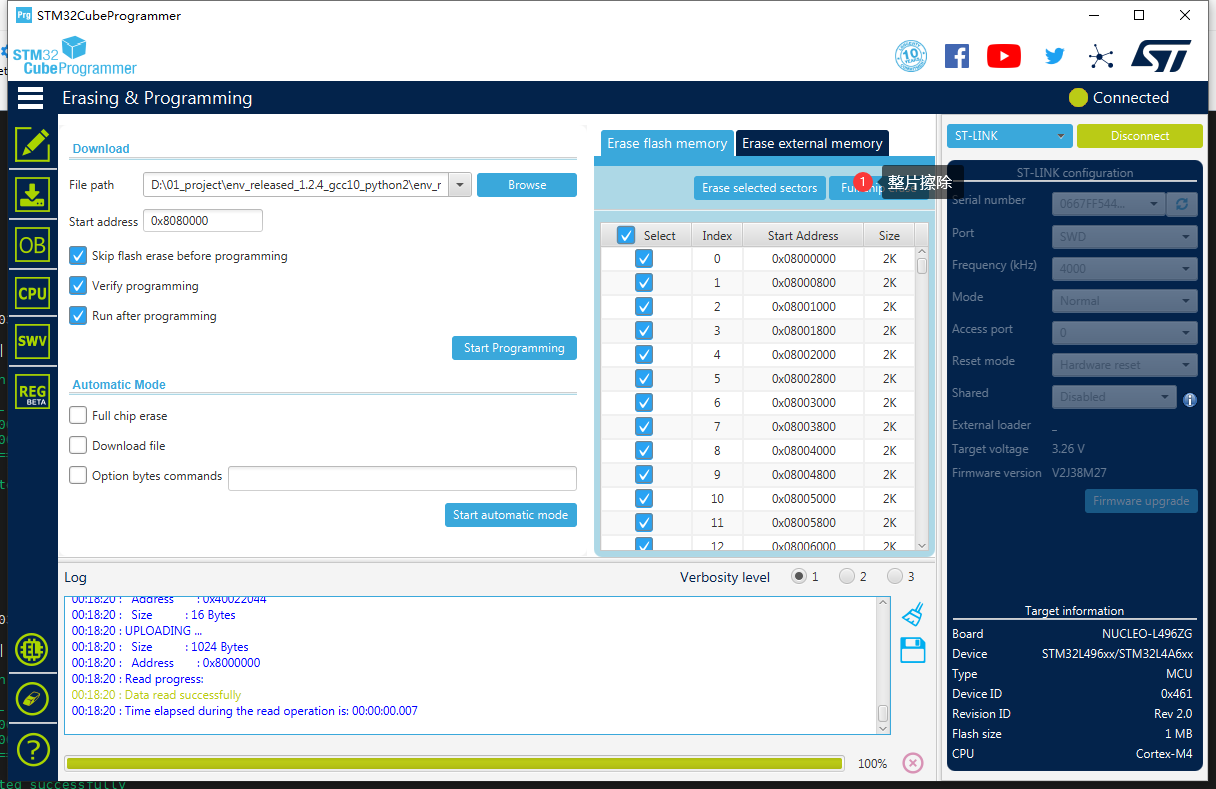 Prg STM32CubeProgrammer
STM32
CubeProgrammer
10
Erasing & Programming
Connected
Download
File path
D:\01_project\env_released_1.2.4_gcc10_python2\env_r
Browse
Start address
0x8080000
Skip flash erase before programming
Verify programming
Run after programming
Start Programming
Automatic Mode
Full chip erase
Download file
Option bytes commands
Start automatic mode
OB
CPU
SWV
REG
BETA
Erase flash memory
Erase external memory
Erase selected sectors
1
整片擦除
Select Index Start Address Size
0 0x08000000 2K
1 0x08000800 2K
2 0x08001000 2K
3 0x08001800 2K
4 0x08002000 2K
5 0x08002800 2K
6 0x08003000 2K
7 0x08003800 2K
8 0x08004000 2K
9 0x08004800 2K
10 0x08005000 2K
11 0x08005800 2K
12 0x08006000 2K
ST-LINK
Disconnect
ST-LINK configuration
Serial number 0667FF544...
Port SWD
Frequency (kHz) 4000
Mode Normal
Access port 0
Reset mode Hardware reset
Shared Disabled
External loader _
Target voltage 3.26 V
Firmware version V2J38M27
Firmware upgrade
Target information
Board NUCLEO-L496ZG
Device STM32L496xx/STM32L4A6xx
Type MCU
Device ID 0x461
Revision ID Rev 2.0
Flash size 1 MB
CPU Cortex-M4
Log
Verbosity level 1 2 3
00:18:20 : Address : 0x40022044
00:18:20 : Size : 16 Bytes
00:18:20 : UPLOADING ...
00:18:20 : Size : 1024 Bytes
00:18:20 : Address : 0x8000000
00:18:20 : Read progress:
00:18:20 : Data read successfully
00:18:20 : Time elapsed during the read operation is: 00:00:00.007
100%
ted successfully